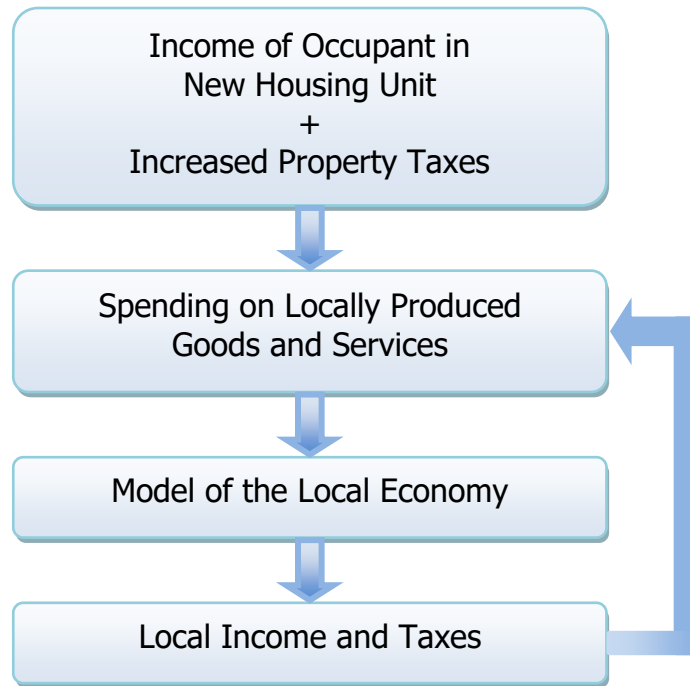 Income of Occupant in
New Housing Unit
+
Increased Property Taxes
Spending on Locally Produced
Goods and Services
Model of the Local Economy
Local Income and Taxes